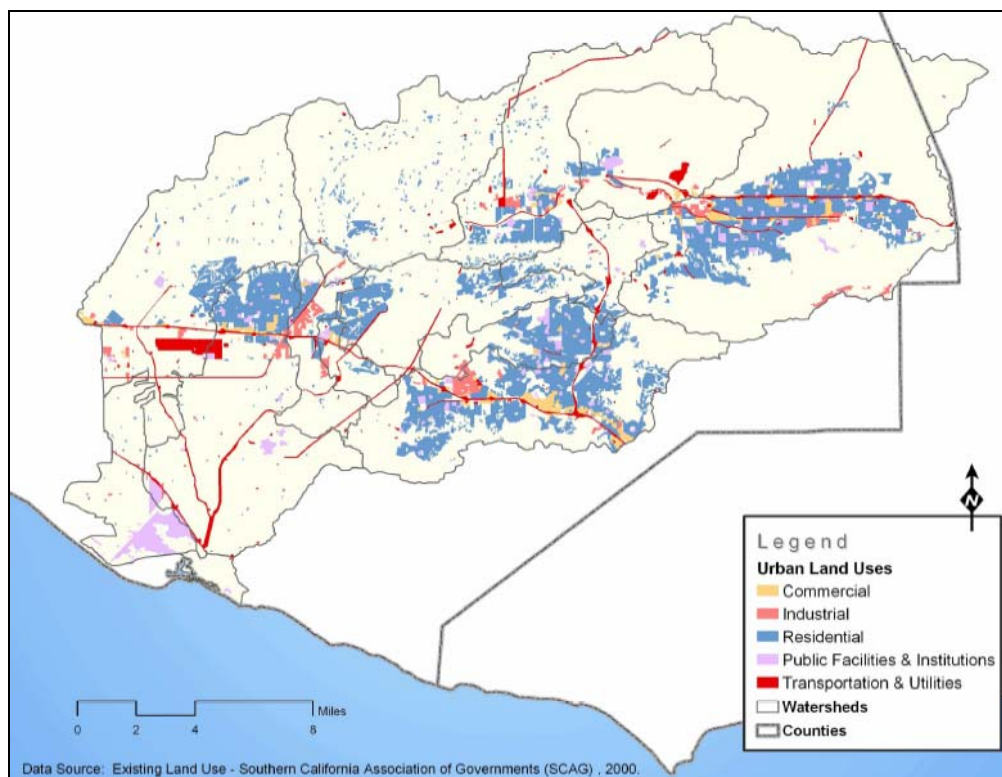 N
Legend
Urban Land Uses
Commercial
Industrial
Residential
Public Facilities & Institutions
Transportation & Utilities
Watersheds
Counties
Miles
0 2 4 8
Data Source: Existing Land Use - Southern California Association of Governments (SCAG) , 2000.